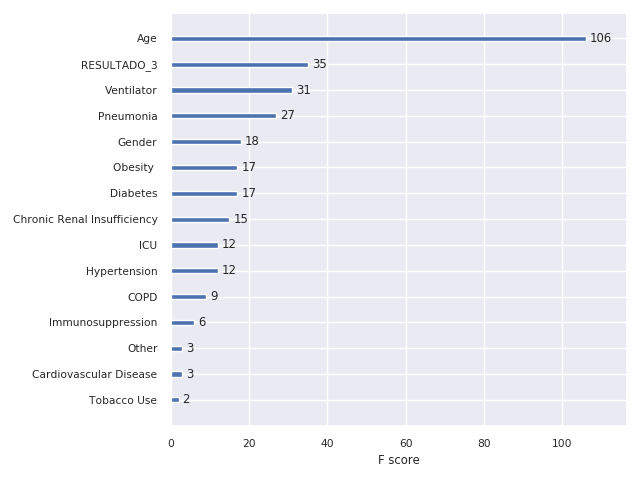 Age 106
RESULTADO_3 35
Ventilator 31
Pneumonia 27
Gender 18
Obesity 17
Diabetes 17
Chronic Renal Insufficiency 15
ICU 12
Hypertension 12
COPD 9
Immunosuppression 6
Other 3
Cardiovascular Disease 3
Tobacco Use 2
0 20 40 60 80 100
F score